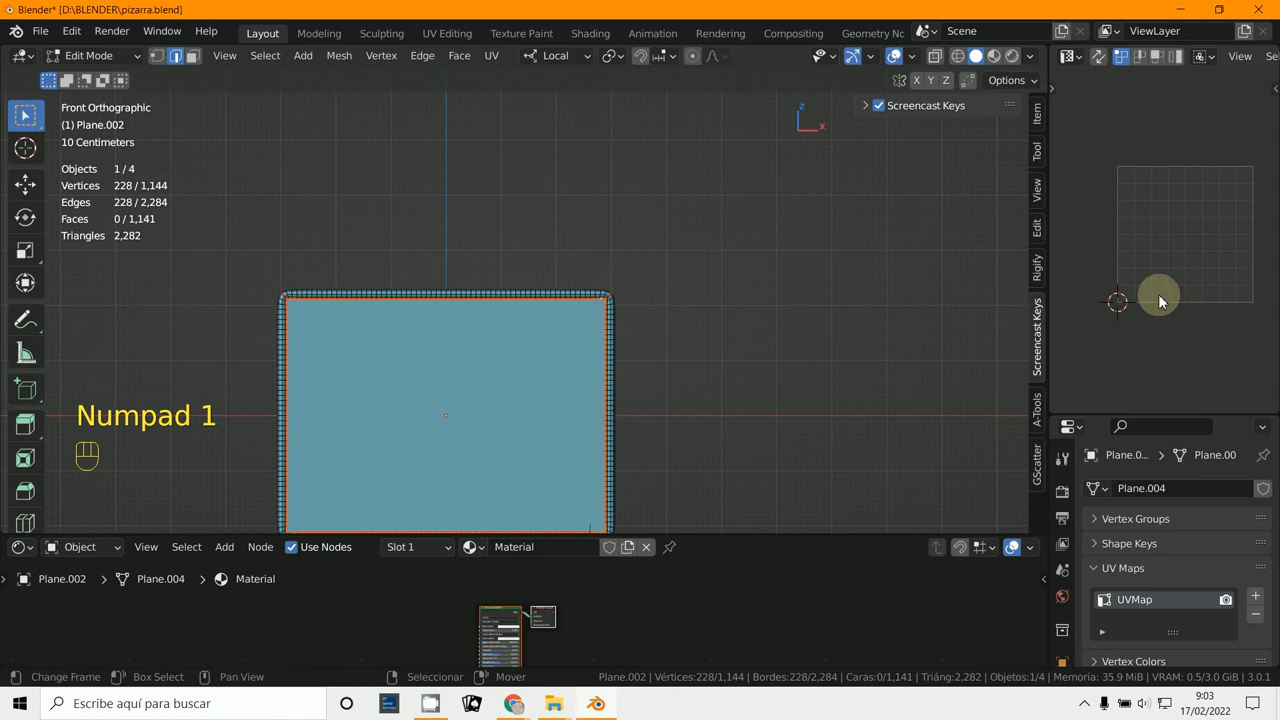 Blender* [D:\BLENDER\pizarra.blend]
File Edit Render Window Help Layout Modeling Sculpting UV Editing Texture Paint Shading Animation Rendering Compositing Geometry Nc Scene ViewLayer
Edit Mode View Select Add Mesh Vertex Edge Face UV Local View Se
X Y Z Options
Front Orthographic
(1) Plane.002
10 Centimeters
Objects 1 / 4
Vertices 228 / 1,144
Edges 228 / 2,284
Faces 0 / 1,141
Triangles 2,282
Screencast Keys
z
x
Item
Tool
View
Edit
Rigify
Screencast Keys
A-Tools
GScatter
Numpad 1
Plane.0... Plane.00
Plane.004
Vertex Groups
Shape Keys
UV Maps
UVMap
Vertex Colors
Object View Select Add Node Use Nodes Slot 1 Material
Plane.002 Plane.004 Material
Box Select Pan View Seleccionar Mover Plane.002 | Vértices:228/1,144 | Bordes:228/2,284 | Caras:0/1,141 | Triáng:2,282 | Objetos:1/4 | Memoria: 35.9 MiB | VRAM: 0.5/3.0 GiB | 3.0.1
Escribe aquí para buscar
9:03
17/02/2022